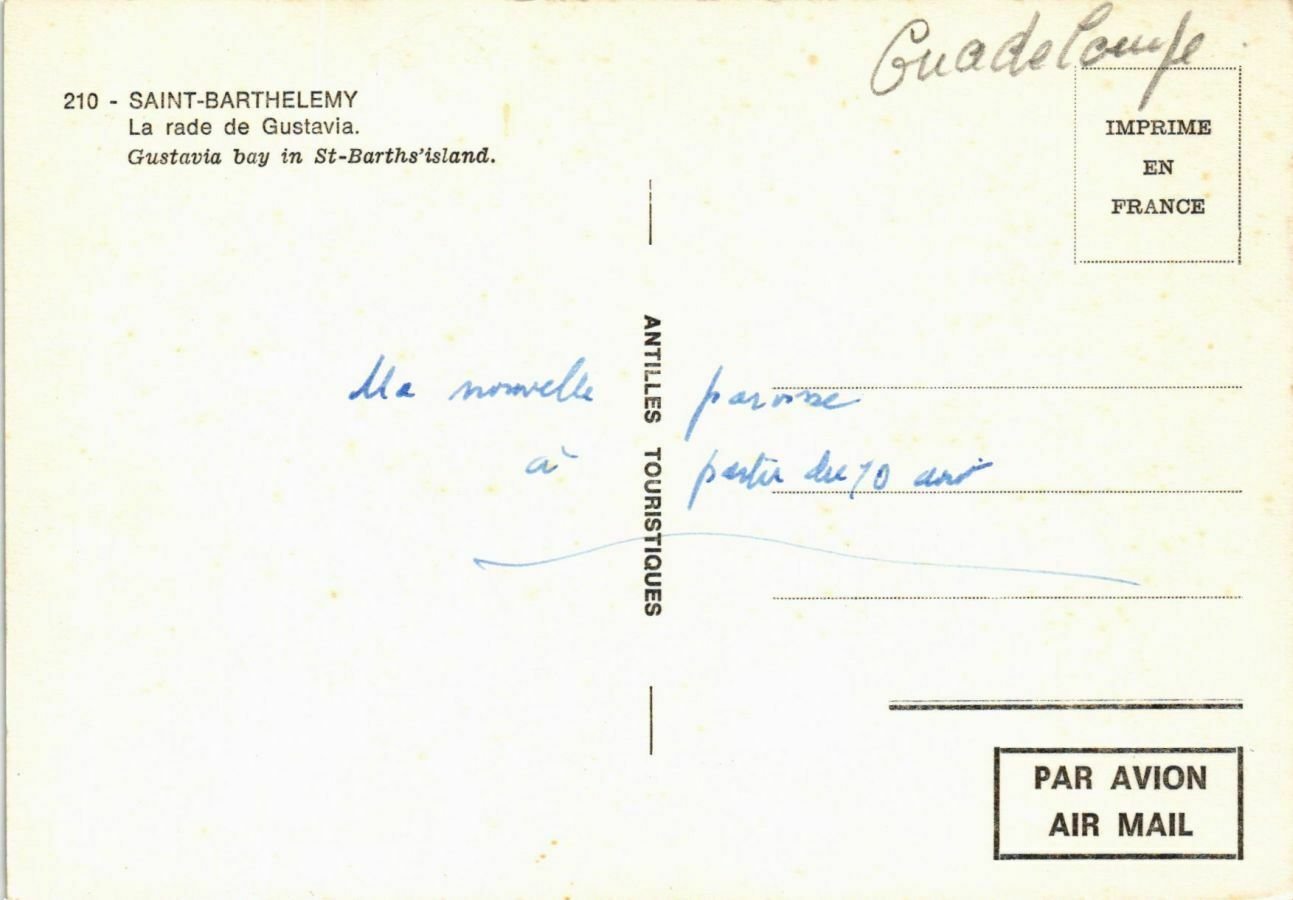 Guadeloupe
210 - SAINT-BARTHELEMY
La rade de Gustavia.
Gustavia bay in St-Barths'island.
IMPRIME
EN
FRANCE
ANTILLES TOURISTIQUES
Ma nouvelle paroisse
à partir du 10
PAR AVION
AIR MAIL